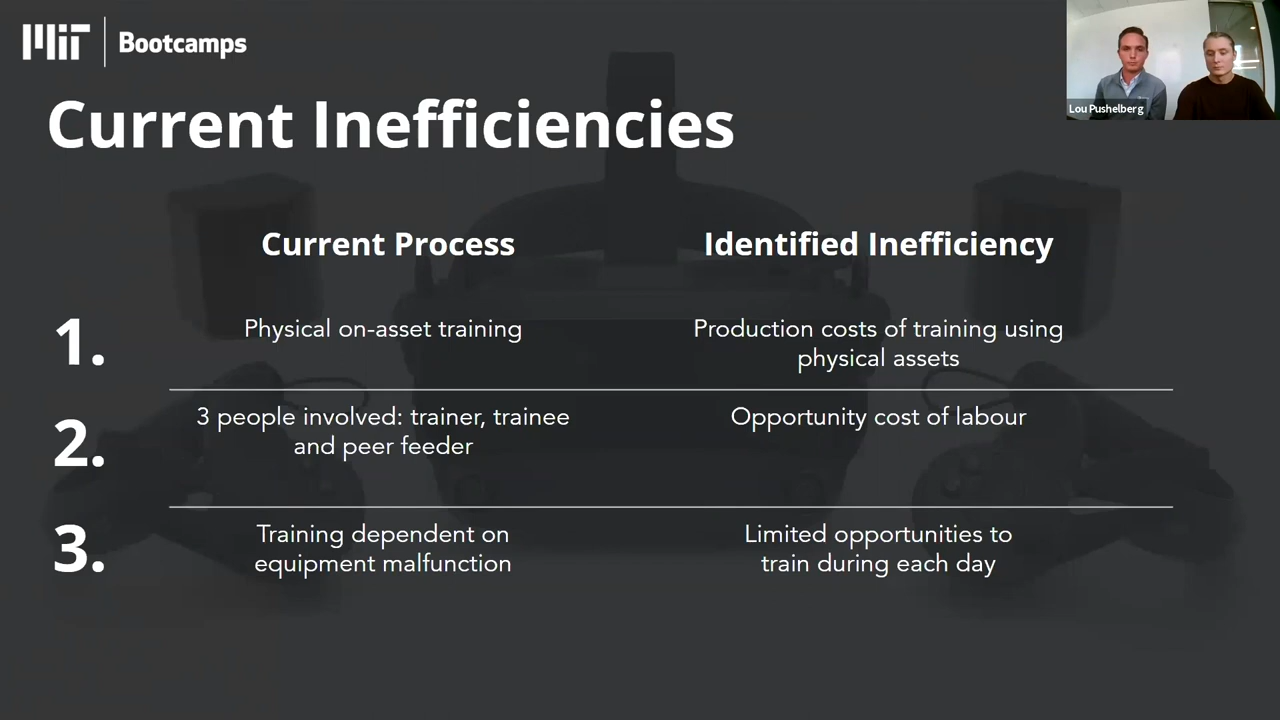 MIT Bootcamps
Lou Pushelberg
Current Inefficiencies
Current Process
Identified Inefficiency
1.
Physical on-asset training
Production costs of training using
physical assets
2.
3 people involved: trainer, trainee
and peer feeder
Opportunity cost of labour
3.
Training dependent on
equipment malfunction
Limited opportunities to
train during each day